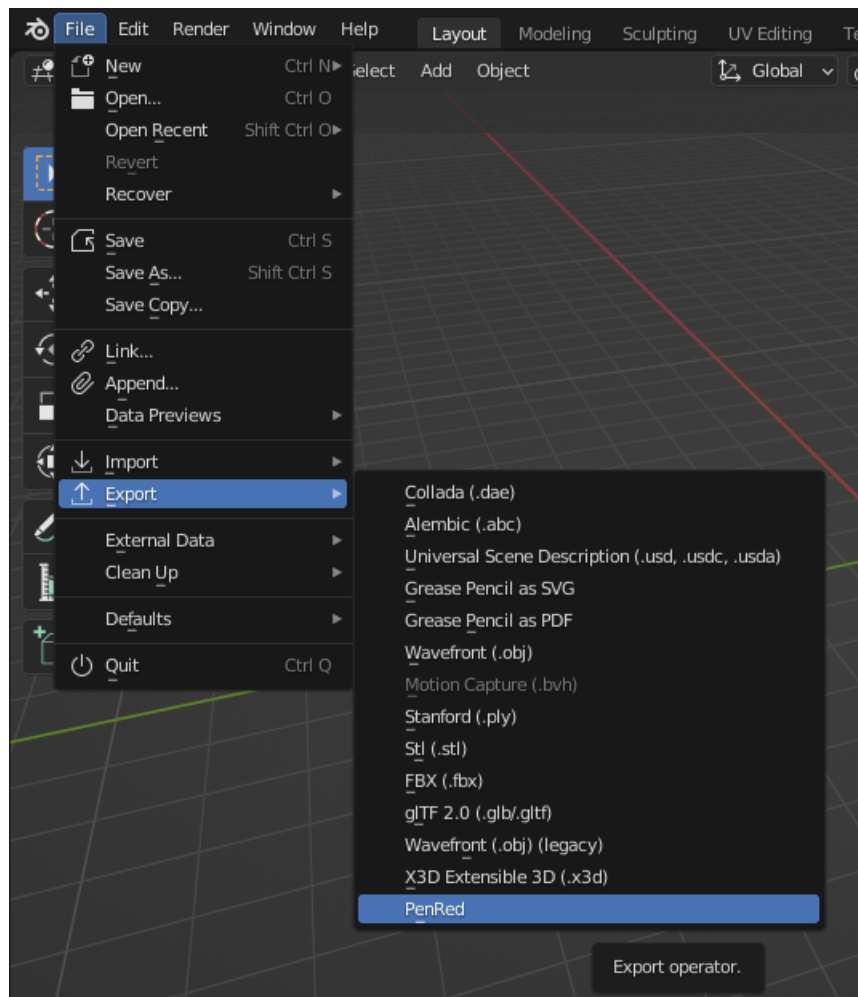 File Edit Render Window Help Layout Modeling Sculpting UV Editing
New Ctrl N
Select Add Object Global
Open... Ctrl O
Open Recent Shift Ctrl O
Revert
Recover
Save Ctrl S
Save As... Shift Ctrl S
Save Copy...
Link...
Append...
Data Previews
Import
Export
External Data
Clean Up
Defaults
Quit Ctrl Q
Collada (.dae)
Alembic (.abc)
Universal Scene Description (.usd, .usdc, .usda)
Grease Pencil as SVG
Grease Pencil as PDF
Wavefront (.obj)
Motion Capture (.bvh)
Stanford (.ply)
Stl (.stl)
FBX (.fbx)
glTF 2.0 (.glb/.gltf)
Wavefront (.obj) (legacy)
X3D Extensible 3D (.x3d)
PenRed
Export operator.